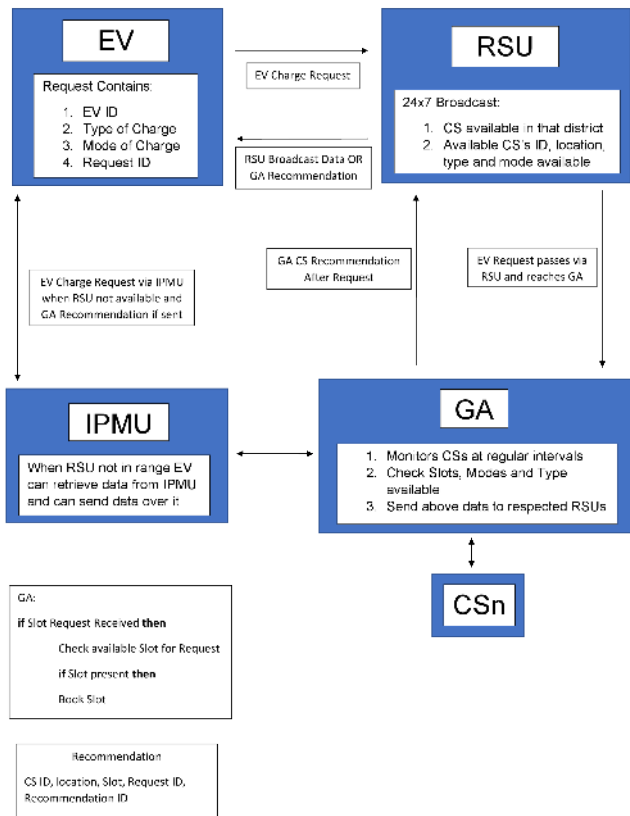 EV
Request Contains:
1. EV ID
2. Type of Charge
3. Mode of Charge
4. Request ID
EV Charge Request
RSU Broadcast Data OR
GA Recommendation
RSU
24x7 Broadcast:
1. CS available in that district
2. Available CS's ID, location,
type and mode available
EV Charge Request via IPMU
when RSU not available and
GA Recommendation if sent
GA CS Recommendation
After Request
EV Request passes via
RSU and reaches GA
IPMU
When RSU not in range EV
can retrieve data from IPMU
and can send data over it
GA
1. Monitors CSs at regular intervals
2. Check Slots, Modes and Type
available
3. Send above data to respected RSUs
CSn
GA:
if Slot Request Received then
Check available Slot for Request
if Slot present then
Book Slot
Recommendation
CS ID, location, Slot, Request ID,
Recommendation ID